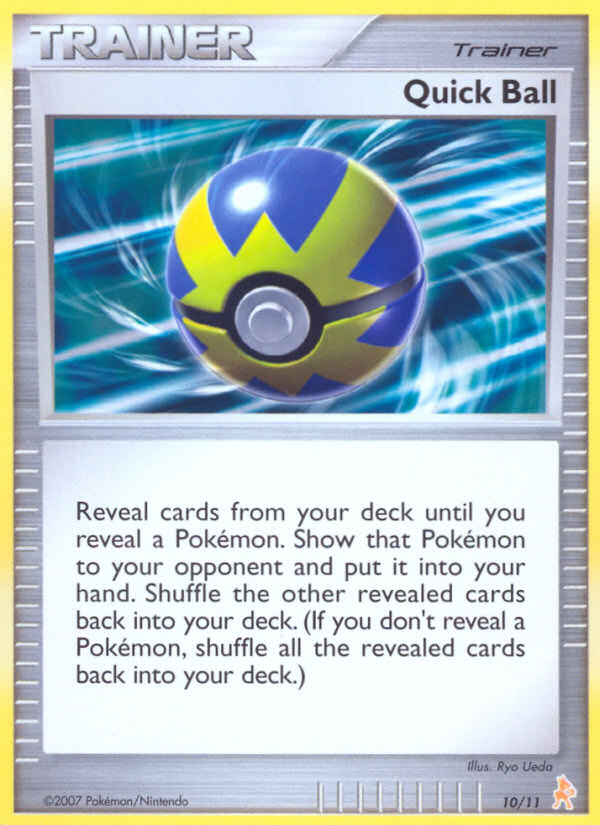 TRAINER
Trainer
Quick Ball
Reveal cards from your deck until you
reveal a Pokémon. Show that Pokémon
to your opponent and put it into your
hand. Shuffle the other revealed cards
back into your deck. (If you don't reveal a
Pokémon, shuffle all the revealed cards
back into your deck.)
Illus. Ryo Ueda
©2007 Pokémon/Nintendo
10/11